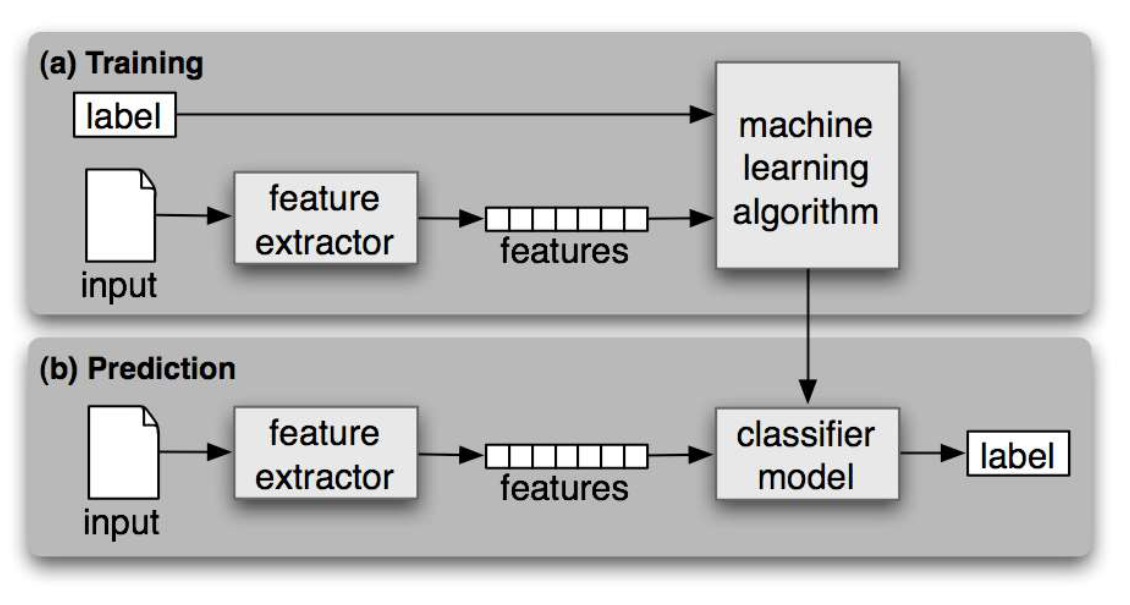 (a) Training
label
machine
learning
algorithm
feature
extractor
features
input
(b) Prediction
feature
extractor
features
classifier
model
label
input